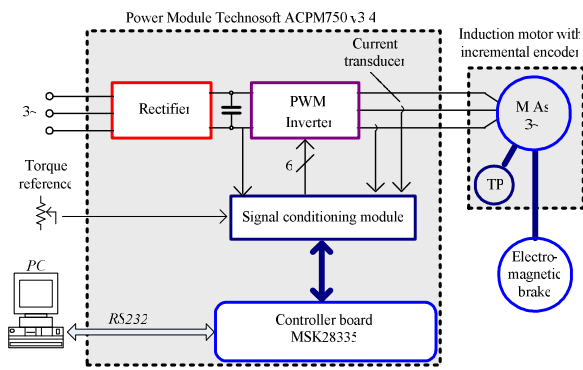 Power Module Technosoft ACPM750 v3.4
Induction motor with
incremental encoder
Current
transducer
3~
Rectifier
PWM
Inverter
M As
3~
TP
6
Torque
reference
Signal conditioning module
Electro-
magnetic
brake
PC
RS232
Controller board
MSK28335